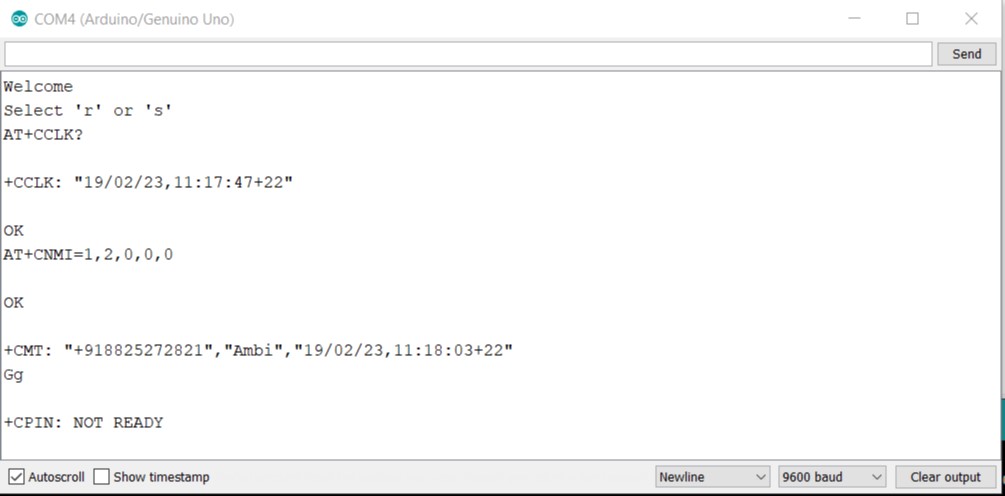 COM4 (Arduino/Genuino Uno)
Send
Welcome
Select 'r' or 's'
AT+CCLK?
+CCLK: "19/02/23,11:17:47+22"
OK
AT+CNMI=1,2,0,0,0
OK
+CMT: "+918825272821","Ambi","19/02/23,11:18:03+22"
Gg
+CPIN: NOT READY
Autoscroll Show timestamp Newline 9600 baud Clear output